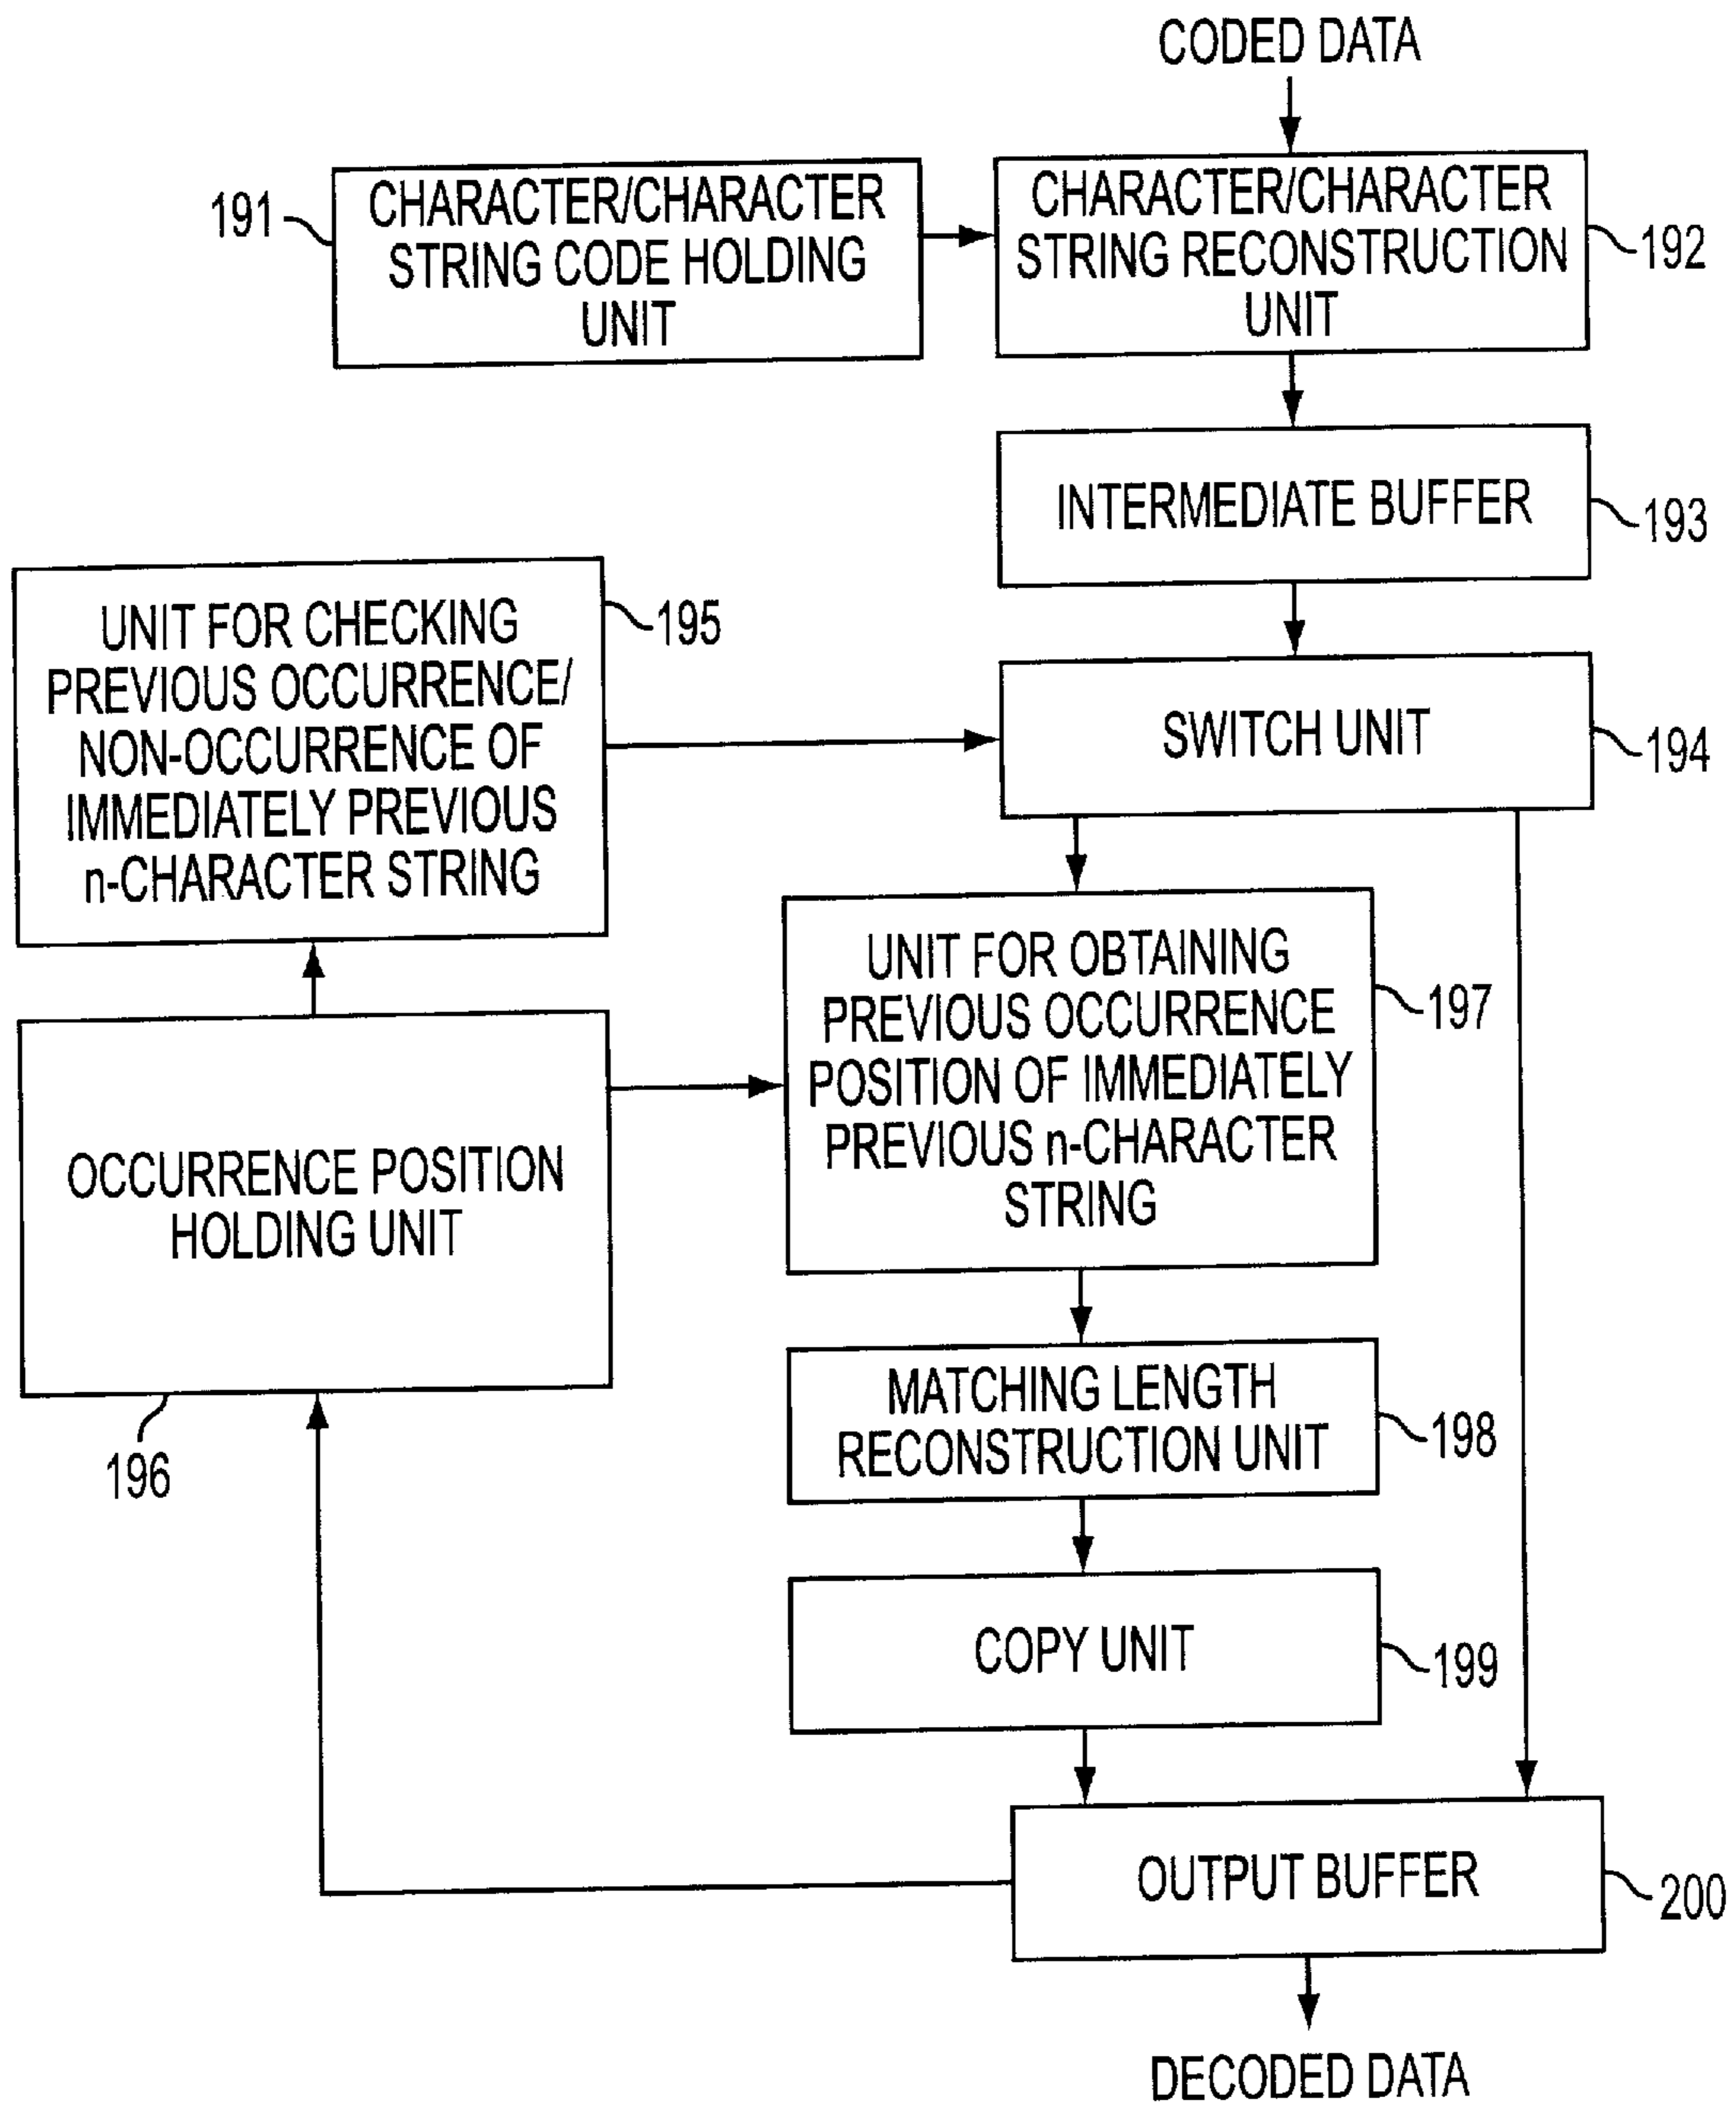 CODED DATA
191
CHARACTER/CHARACTER
STRING CODE HOLDING
UNIT
CHARACTER/CHARACTER
STRING RECONSTRUCTION
UNIT
192
INTERMEDIATE BUFFER
193
UNIT FOR CHECKING
PREVIOUS OCCURRENCE/
NON-OCCURRENCE OF
IMMEDIATELY PREVIOUS
n-CHARACTER STRING
195
SWITCH UNIT
194
UNIT FOR OBTAINING
PREVIOUS OCCURRENCE
POSITION OF IMMEDIATELY
PREVIOUS n-CHARACTER
STRING
197
OCCURRENCE POSITION
HOLDING UNIT
196
MATCHING LENGTH
RECONSTRUCTION UNIT
198
COPY UNIT
199
OUTPUT BUFFER
200
DECODED DATA